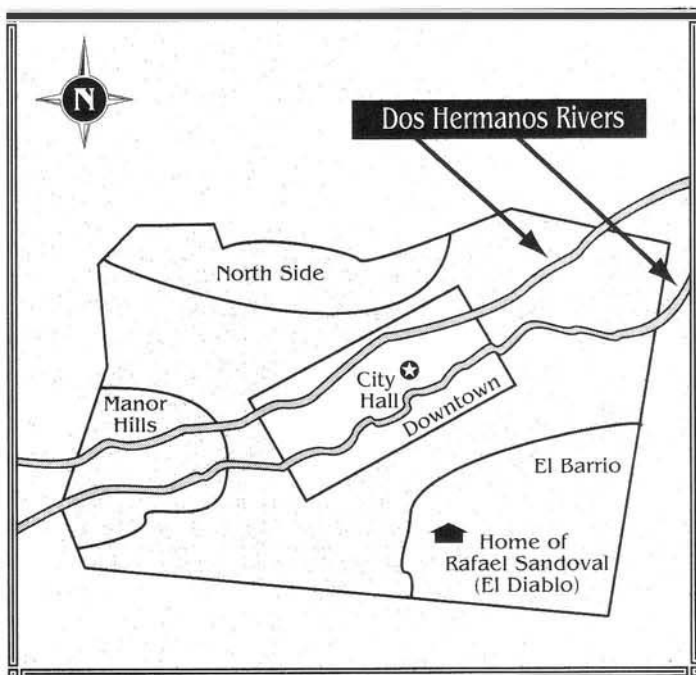 N
Dos Hermanos Rivers
North Side
City
Hall
Downtown
Manor
Hills
El Barrio
Home of
Rafael Sandoval
(El Diablo)